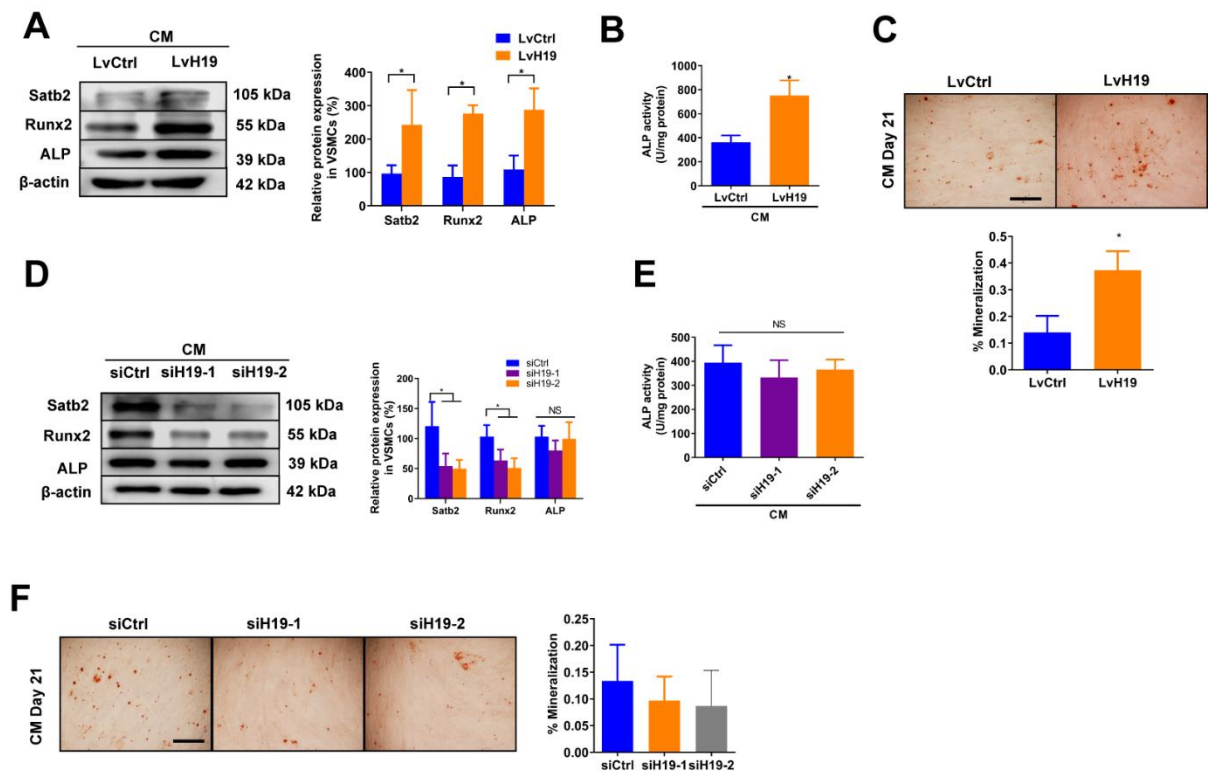 A
CM
LvCtrl LvH19
Satb2 105 kDa
Runx2 55 kDa
ALP 39 kDa
β-actin 42 kDa
Relative protein expression
in VSMCs (%)
400
300
200
100
0
* * *
Satb2 Runx2 ALP
LvCtrl
LvH19
B
ALP activity
(U/mg protein)
1000
800
600
400
200
0
*
LvCtrl LvH19
CM
C
LvCtrl LvH19
CM Day 21
% Mineralization
0.5
0.4
0.3
0.2
0.1
0.0
*
LvCtrl LvH19
D
CM
siCtrl siH19-1 siH19-2
Satb2 105 kDa
Runx2 55 kDa
ALP 39 kDa
β-actin 42 kDa
Relative protein expression
in VSMCs (%)
200
150
100
50
0
siCtrl
siH19-1
siH19-2
* * NS
Satb2 Runx2 ALP
E
ALP activity
(U/mg protein)
500
400
300
200
100
0
NS
siCtrl siH19-1 siH19-2
CM
F
siCtrl siH19-1 siH19-2
CM Day 21
% Mineralization
0.25
0.20
0.15
0.10
0.05
0.00
siCtrl siH19-1 siH19-2